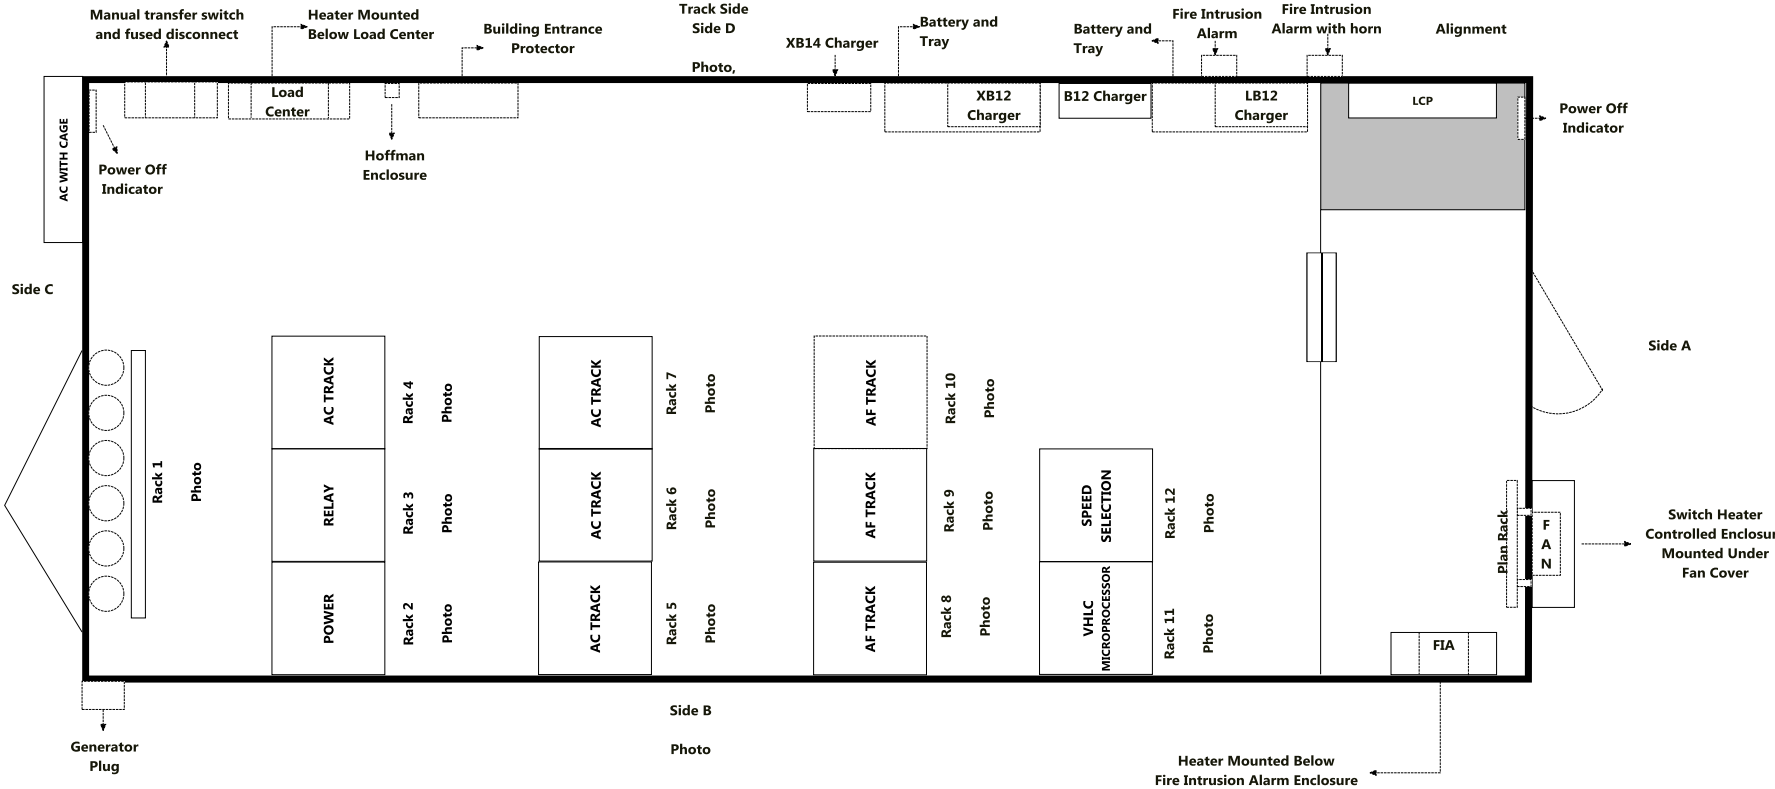 Manual transfer switch
and fused disconnect
Heater Mounted
Below Load Center
Building Entrance
Protector
Track Side
Side D
Photo,
XB14 Charger
Battery and
Tray
Battery and
Tray
Fire Intrusion
Alarm
Fire Intrusion
Alarm with horn
Alignment
AC WITH CAGE
Load
Center
XB12
Charger
B12 Charger
LB12
Charger
LCP
Power Off
Indicator
Power Off
Indicator
Hoffman
Enclosure
Side C
Side A
Rack 1
Photo
AC TRACK
Rack 4
Photo
RELAY
Rack 3
Photo
POWER
Rack 2
Photo
AC TRACK
Rack 7
Photo
AC TRACK
Rack 6
Photo
AC TRACK
Rack 5
Photo
AF TRACK
Rack 10
Photo
AF TRACK
Rack 9
Photo
AF TRACK
Rack 8
Photo
SPEED
SELECTION
Rack 12
Photo
VHLC
MICROPROCESSOR
Rack 11
Photo
Plan Rack
F
A
N
Switch Heater
Controlled Enclosu
Mounted Under
Fan Cover
FIA
Side B
Photo
Generator
Plug
Heater Mounted Below
Fire Intrusion Alarm Enclosure